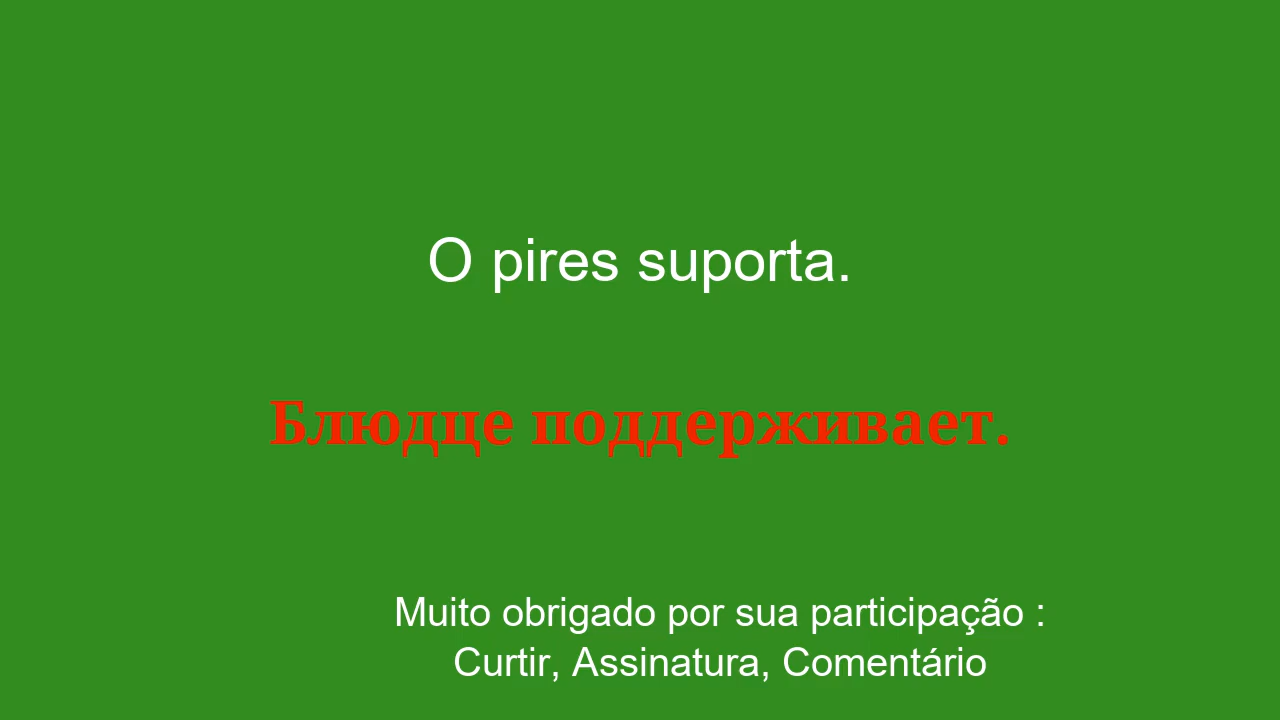 O pires suporta.
Блюдце поддерживает.
Muito obrigado por sua participação :
Curtir, Assinatura, Comentário